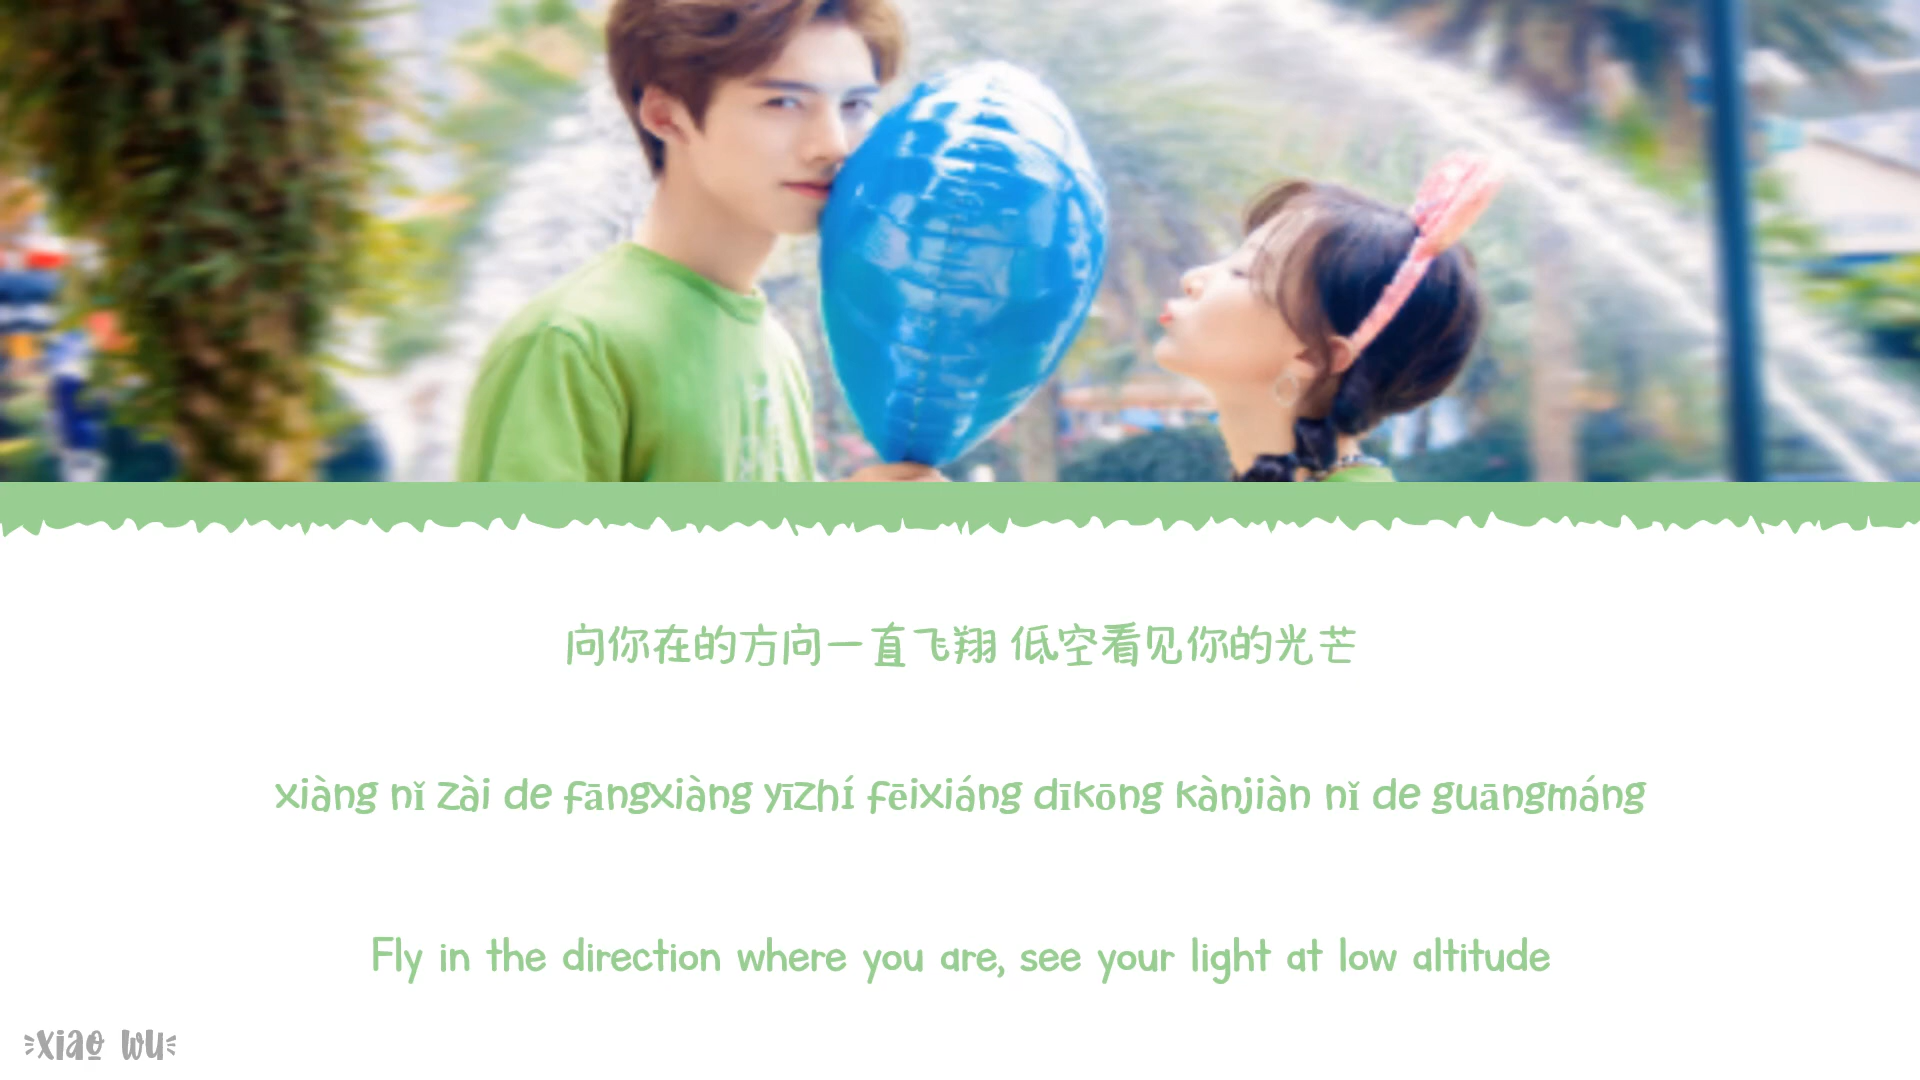 向你在的方向一直飞翔 低空看见你的光芒
xiàng nǐ zài de fāngxiàng yīzhí fēixiáng dīkōng kànjiàn nǐ de guāngmáng
Fly in the direction where you are, see your light at low altitude
xiao wu